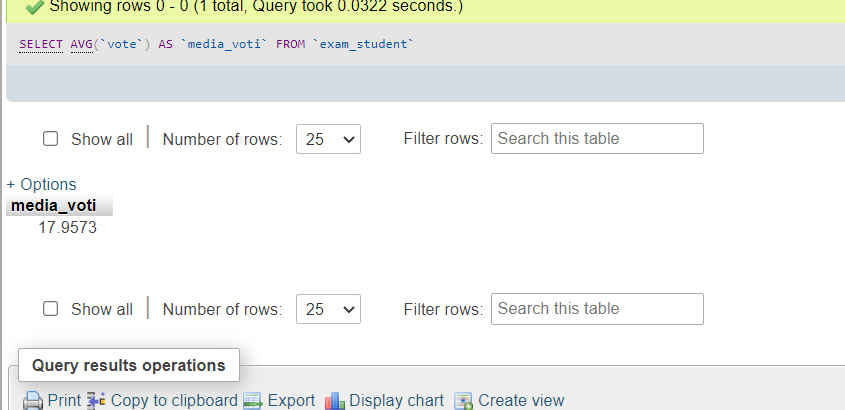 Showing rows 0 - 0 (1 total, Query took 0.0322 seconds.)
SELECT AVG(`vote`) AS `media_voti` FROM `exam_student`
Show all | Number of rows: 25 Filter rows: Search this table
+ Options
media_voti
17.9573
Show all | Number of rows: 25 Filter rows: Search this table
Query results operations
Print Copy to clipboard Export Display chart Create view